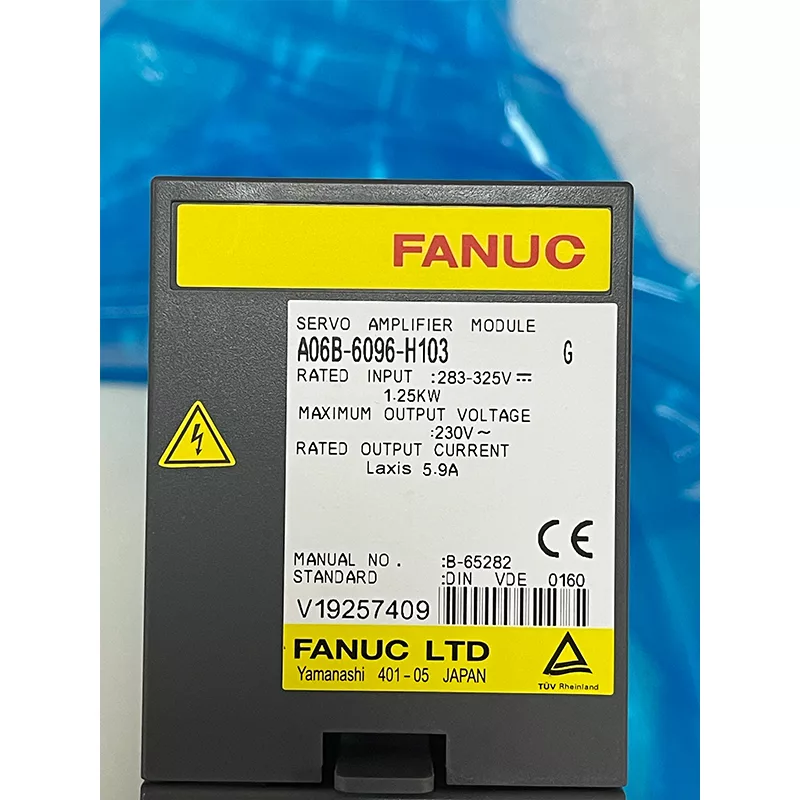 FANUC
SERVO AMPLIFIER MODULE
A06B-6096-H103 G
RATED INPUT :283-325V⎓
1.25KW
MAXIMUM OUTPUT VOLTAGE
:230V~
RATED OUTPUT CURRENT
Laxis 5.9A
CE
MANUAL NO. :B-65282
STANDARD :DIN VDE 0160
V19257409
FANUC LTD
Yamanashi 401-05 JAPAN
TÜV Rheinland